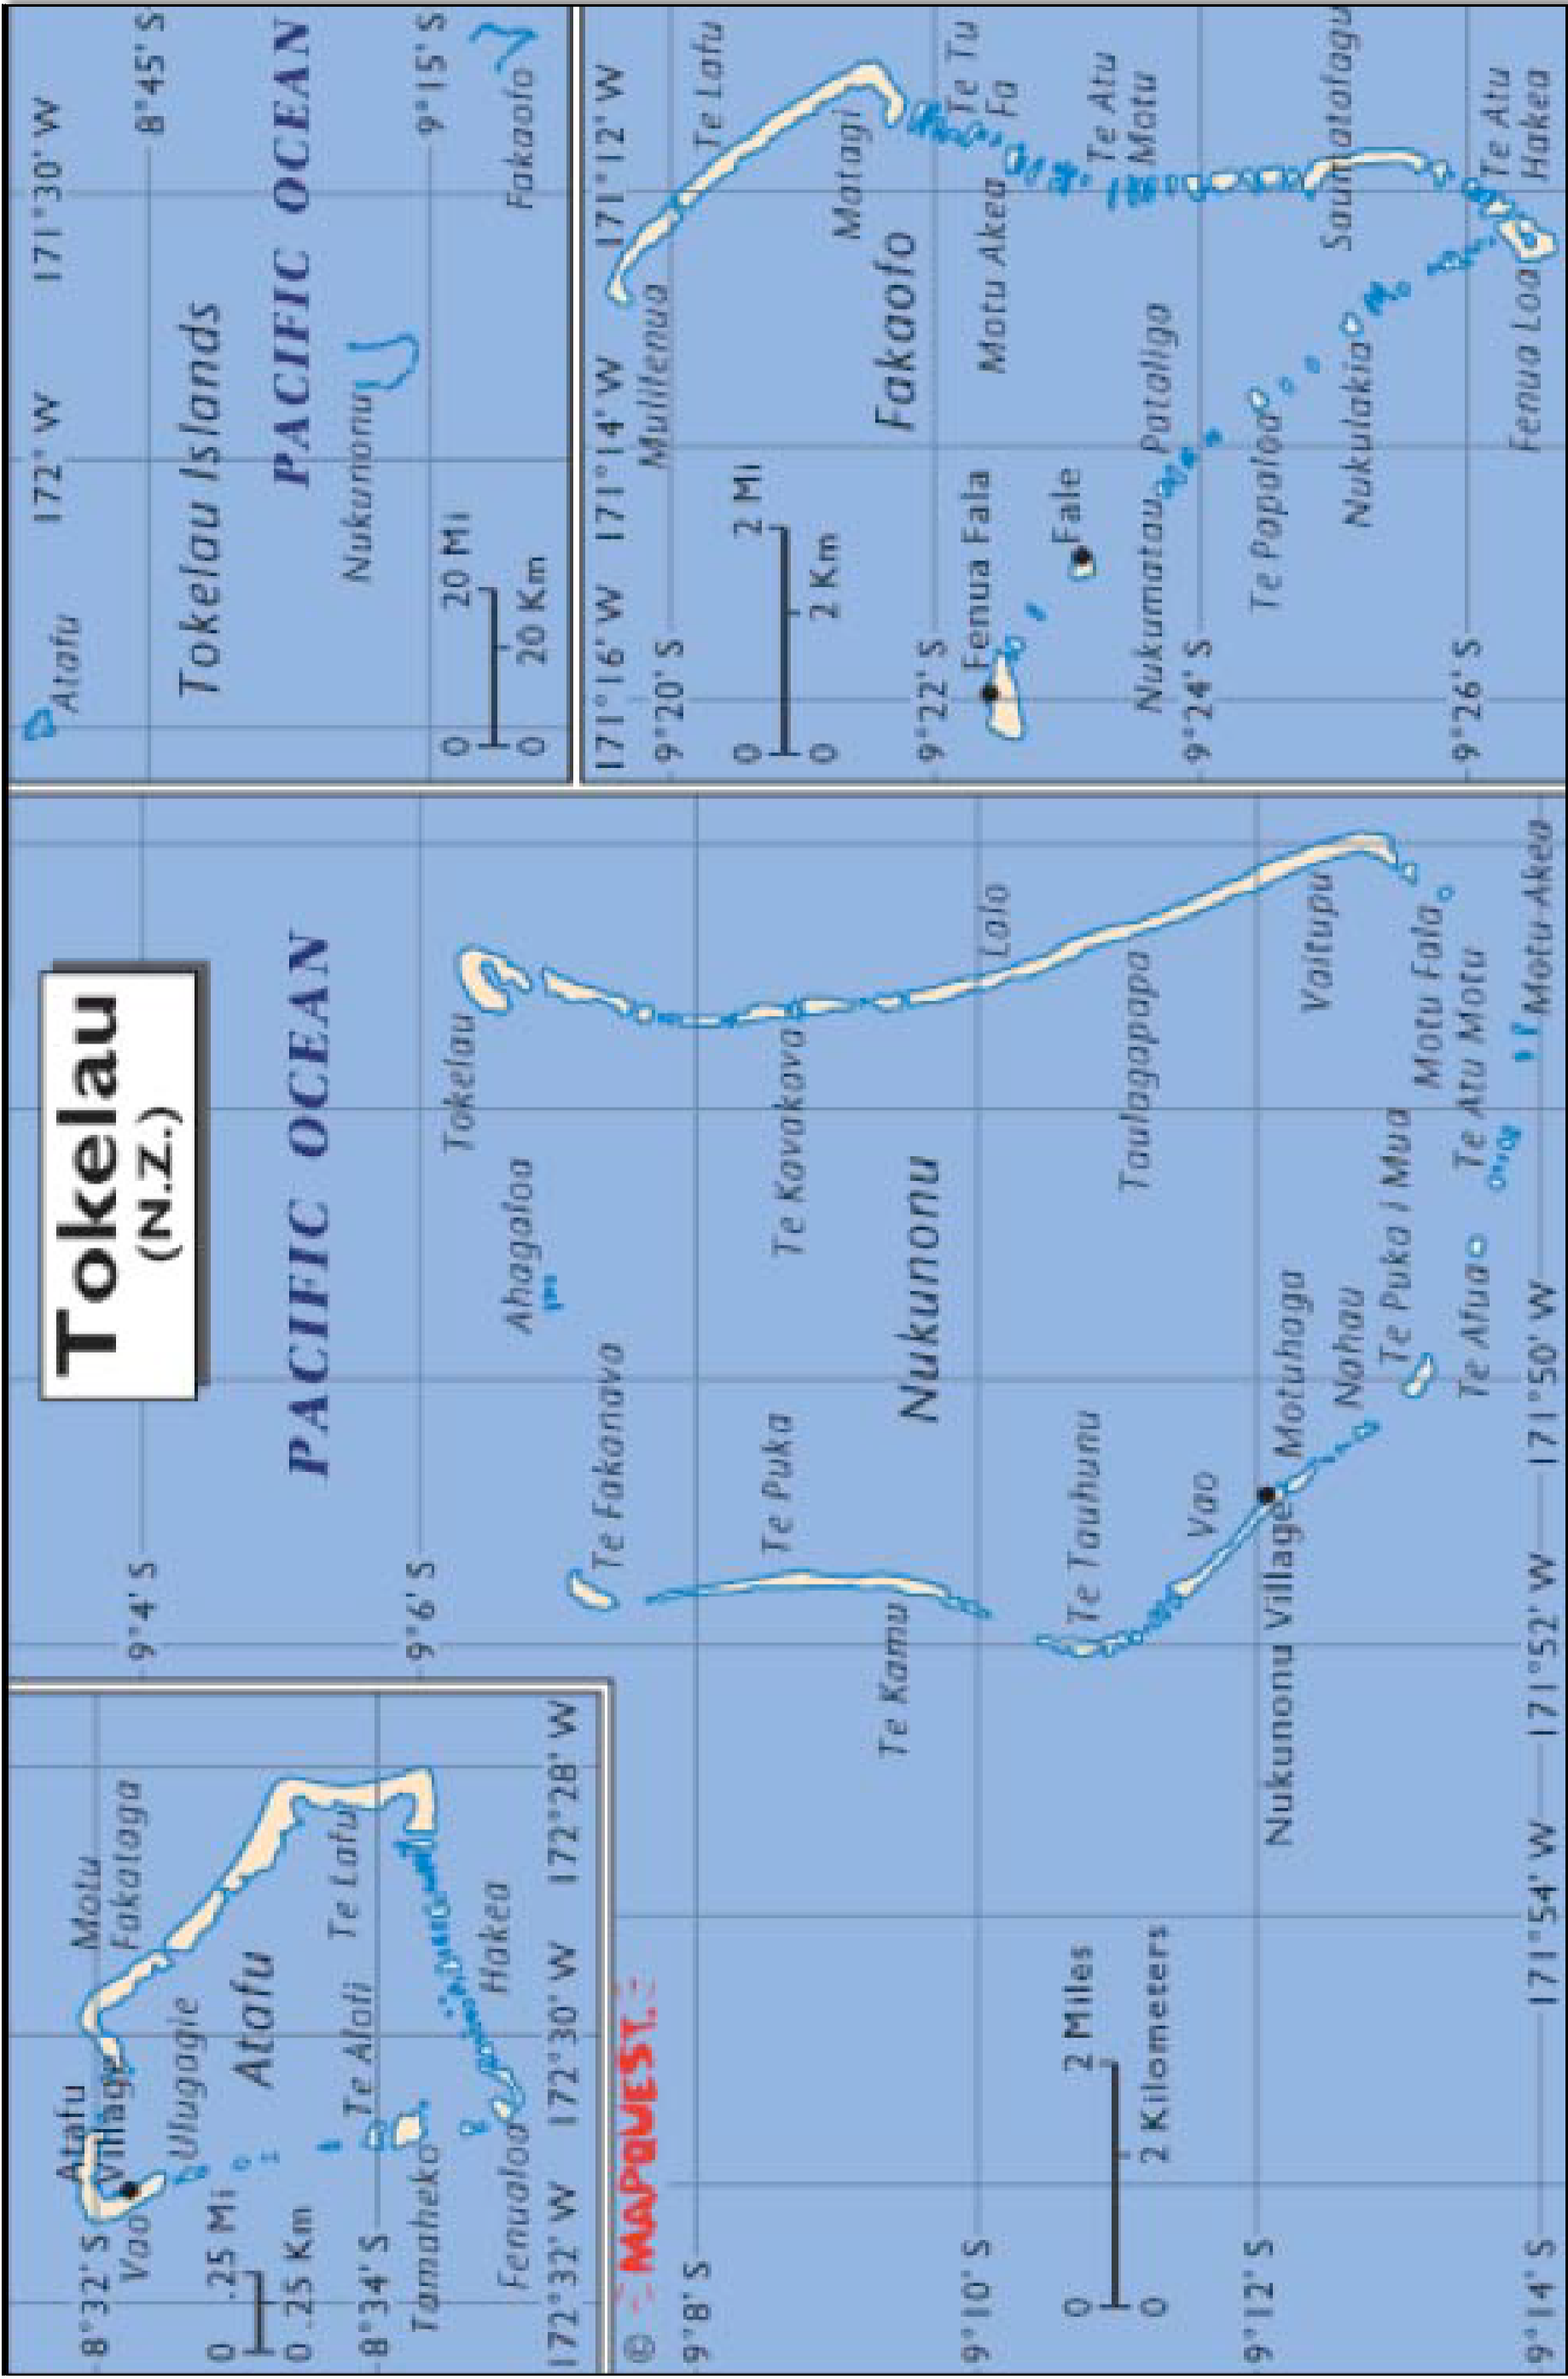 Tokelau
(N.Z.)
PACIFIC OCEAN
9°4' S
9°6' S
9°8' S
9°10' S
9°12' S
9°14' S
171°54' W
171°52' W
171°50' W
Tokelau
Ahagaloa
Te Fakanava
Te Kavakava
Te Puka
Nukunonu
Te Kamu
Lalo
Taulagapapa
Te Tauhunu
Vao
Nukunonu Village
Motuhaga
Nahau
Vaitupu
Te Puka I Mua
Motu Fala
Te Afua
Te Atu Motu
Motu Akea
0 2 Miles
0 2 Kilometers
© MAPQUEST
8°32' S
8°34' S
172°32' W
172°30' W
172°28' W
Atafu
Village
Vao
Motu
Fakalaga
Ulugagie
Atafu
0 .25 Mi
0 .25 Km
Te Alofi
Te Lafu
Tamaheko
Hakea
Fenualoa
172° W
171°30' W
8°45' S
9°15' S
Atafu
Tokelau Islands
PACIFIC OCEAN
Nukunonu
Fakaofo
0 20 Mi
0 20 Km
171°16' W
171°14' W
171°12' W
9°20' S
9°22' S
9°24' S
9°26' S
Mulifenua
Te Lafu
0 2 Mi
0 2 Km
Matagi
Fakaofo
Fenua Fala
Te Tu
Fa
Motu Akea
Fale
Te Atu
Motu
Nukumatau
Pataliga
Te Papaloa
Saumatafagu
Nukulakia
Te Atu
Hakea
Fenua Loa